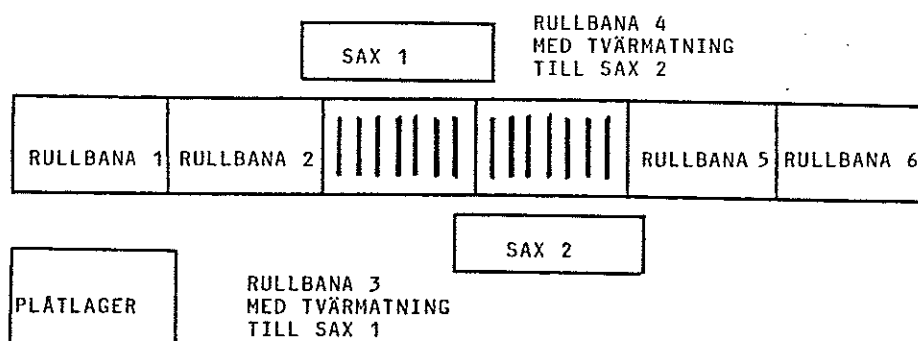 RULLBANA 4
MED TVÄRMATNING
TILL SAX 2
SAX 1
RULLBANA 1
RULLBANA 2
RULLBANA 5
RULLBANA 6
SAX 2
PLÅTLAGER
RULLBANA 3
MED TVÄRMATNING
TILL SAX 1